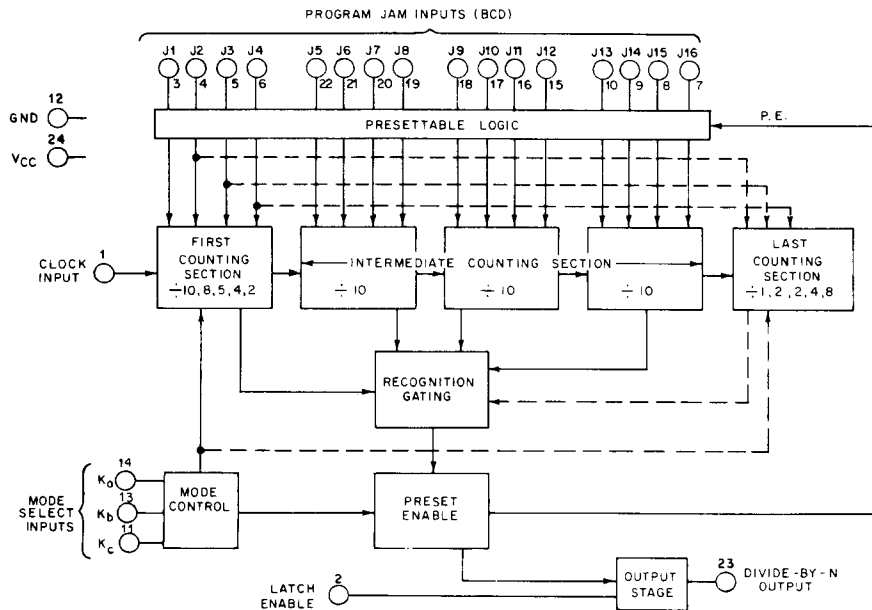 PROGRAM JAM INPUTS (BCD)
J1 J2 J3 J4 J5 J6 J7 J8 J9 J10 J11 J12 J13 J14 J15 J16
3 4 5 6 22 21 20 19 18 17 16 15 10 9 8 7
12
GND
PRESETTABLE LOGIC
P.E.
24
VCC
1
CLOCK
INPUT
FIRST
COUNTING
SECTION
÷10,8,5,4,2
INTERMEDIATE COUNTING SECTION
÷10
÷10
÷10
LAST
COUNTING
SECTION
÷1,2,2,4,8
RECOGNITION
GATING
MODE
SELECT
INPUTS
14
Ka
13
Kb
11
Kc
MODE
CONTROL
PRESET
ENABLE
2
LATCH
ENABLE
OUTPUT
STAGE
23
DIVIDE-BY-N
OUTPUT